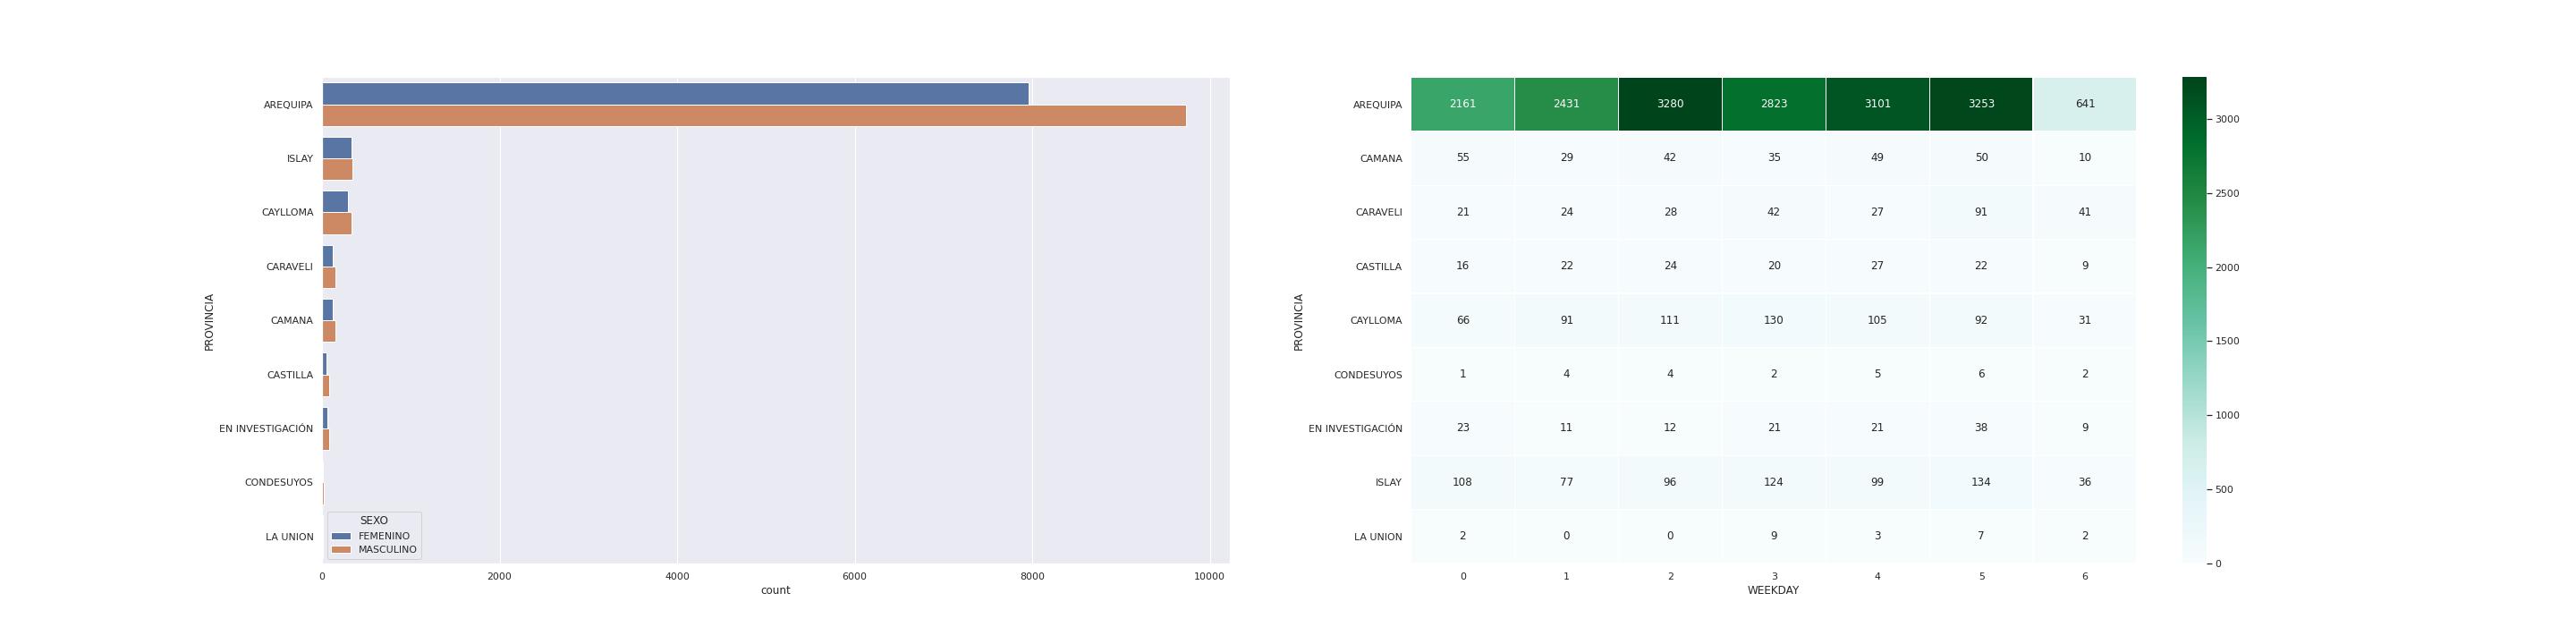 PROVINCIA
AREQUIPA
ISLAY
CAYLLOMA
CARAVELI
CAMANA
CASTILLA
EN INVESTIGACIÓN
CONDESUYOS
LA UNION
SEXO
FEMENINO
MASCULINO
0 2000 4000 6000 8000 10000
count
PROVINCIA
AREQUIPA 2161 2431 3280 2823 3101 3253 641
CAMANA 55 29 42 35 49 50 10
CARAVELI 21 24 28 42 27 91 41
CASTILLA 16 22 24 20 27 22 9
CAYLLOMA 66 91 111 130 105 92 31
CONDESUYOS 1 4 4 2 5 6 2
EN INVESTIGACIÓN 23 11 12 21 21 38 9
ISLAY 108 77 96 124 99 134 36
LA UNION 2 0 0 9 3 7 2
0 1 2 3 4 5 6
WEEKDAY
3000
2500
2000
1500
1000
500
0